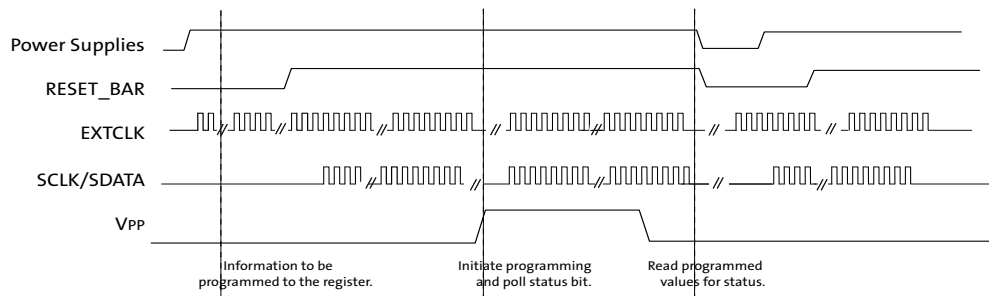 Power Supplies
RESET_BAR
EXTCLK
SCLK/SDATA
VPP
Information to be
programmed to the register.
Initiate programming
and poll status bit.
Read programmed
values for status.